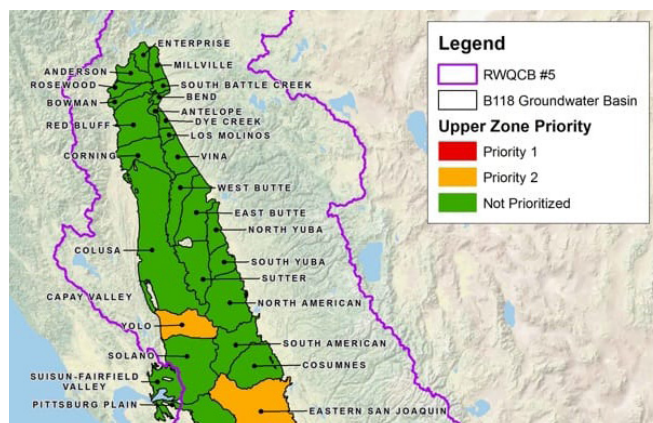 ENTERPRISE
ANDERSON
MILLVILLE
ROSEWOOD
SOUTH BATTLE CREEK
BOWMAN
BEND
ANTELOPE
RED BLUFF
DYE CREEK
LOS MOLINOS
CORNING
VINA
WEST BUTTE
EAST BUTTE
NORTH YUBA
COLUSA
SOUTH YUBA
SUTTER
CAPAY VALLEY
NORTH AMERICAN
YOLO
SOUTH AMERICAN
SOLANO
COSUMNES
SUISUN-FAIRFIELD
VALLEY
PITTSBURG PLAIN
EASTERN SAN JOAQUIN
Legend
RWQCB #5
B118 Groundwater Basin
Upper Zone Priority
Priority 1
Priority 2
Not Prioritized